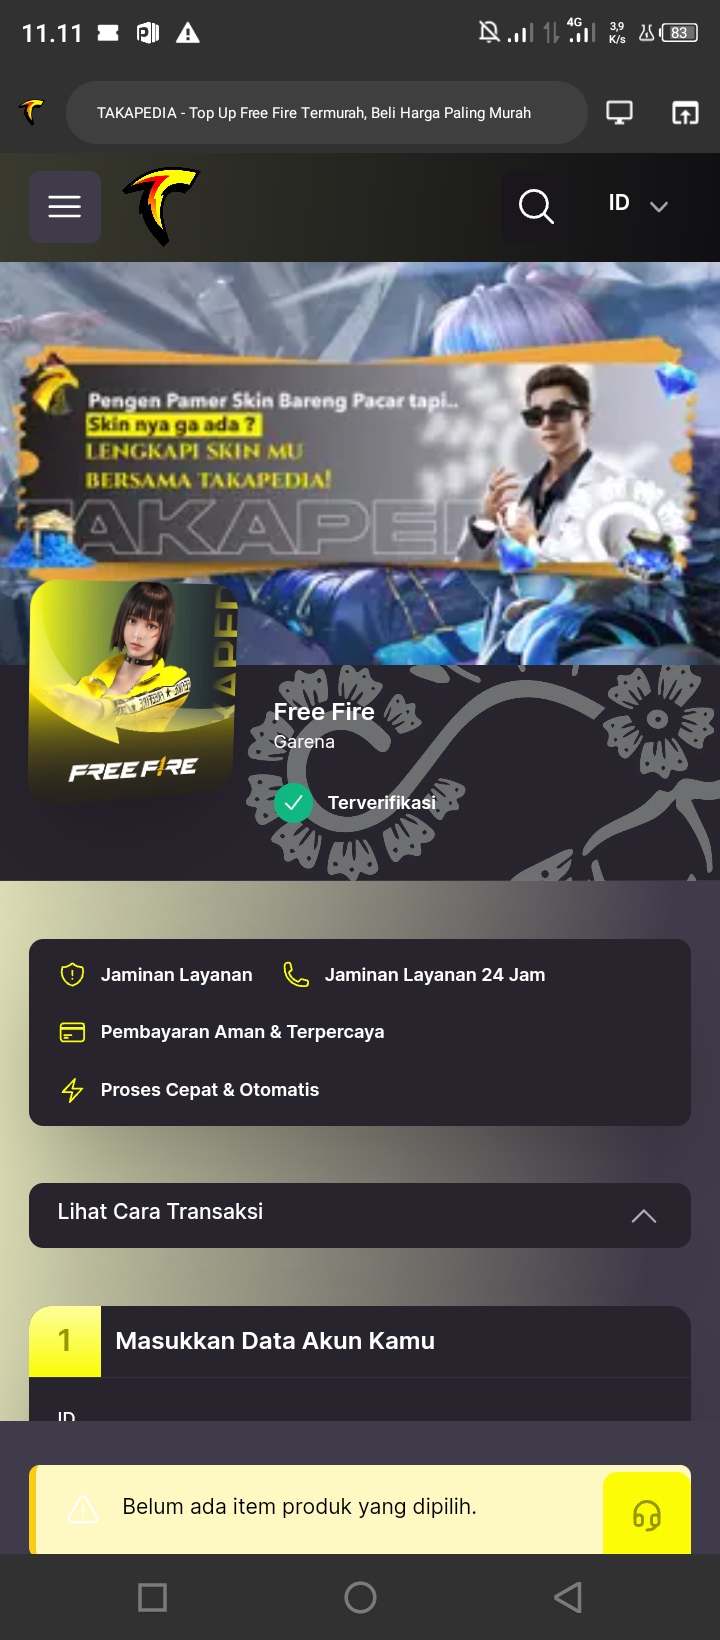 11.11
4G
3,9
K/s
83
TAKAPEDIA - Top Up Free Fire Termurah, Beli Harga Paling Murah
ID
Pengen Pamer Skin Bareng Pacar tapi..
Skin nya ga ada ?
LENGKAPI SKIN MU
BERSAMA TAKAPEDIA!
FREE FIRE
Free Fire
Garena
Terverifikasi
Jaminan Layanan
Jaminan Layanan 24 Jam
Pembayaran Aman & Terpercaya
Proses Cepat & Otomatis
Lihat Cara Transaksi
1
Masukkan Data Akun Kamu
ID
Belum ada item produk yang dipilih.